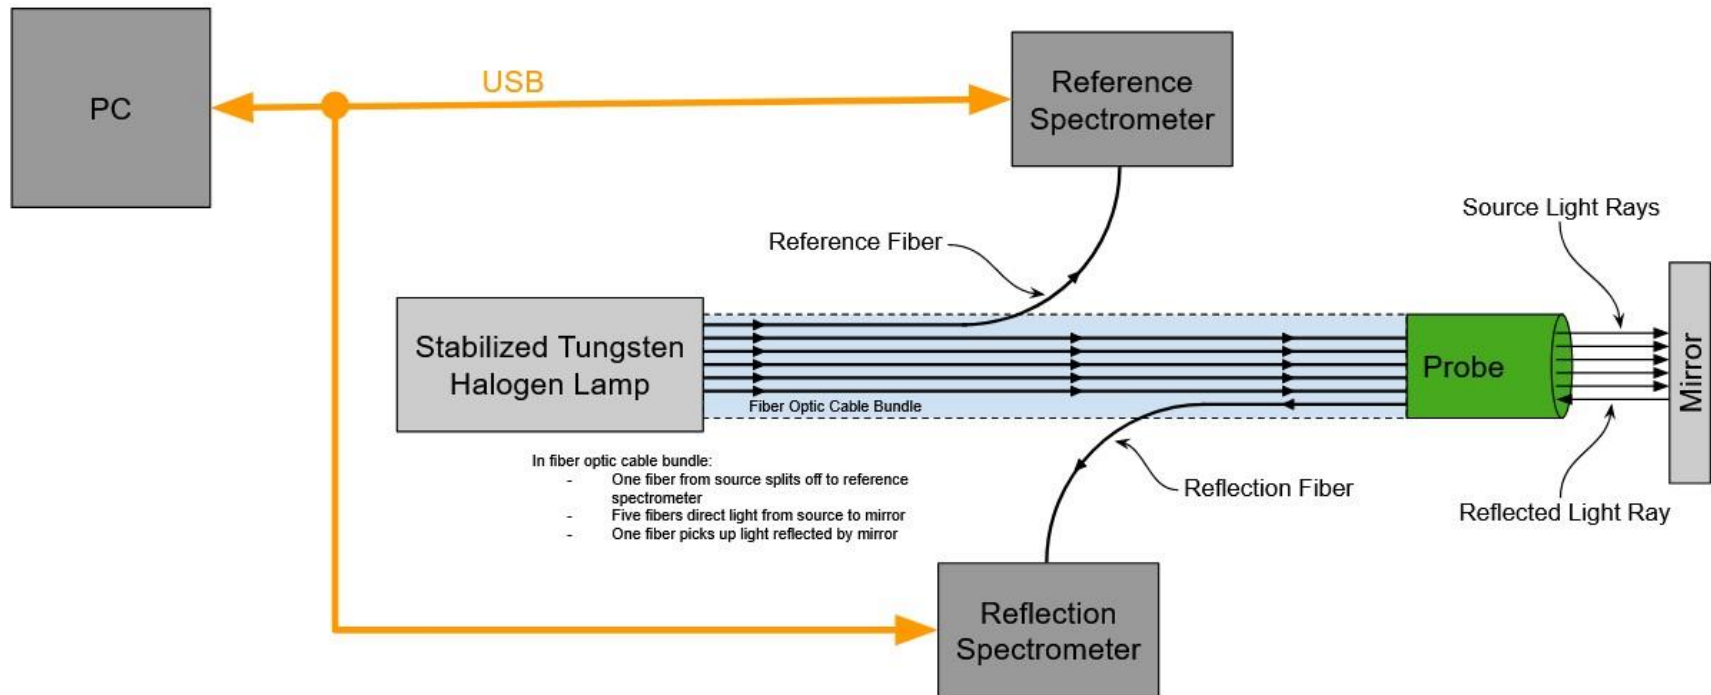 PC
USB
Reference
Spectrometer
Source Light Rays
Reference Fiber
Stabilized Tungsten
Halogen Lamp
Fiber Optic Cable Bundle
Probe
Mirror
In fiber optic cable bundle:
- One fiber from source splits off to reference
spectrometer
- Five fibers direct light from source to mirror
- One fiber picks up light reflected by mirror
Reflection Fiber
Reflected Light Ray
Reflection
Spectrometer